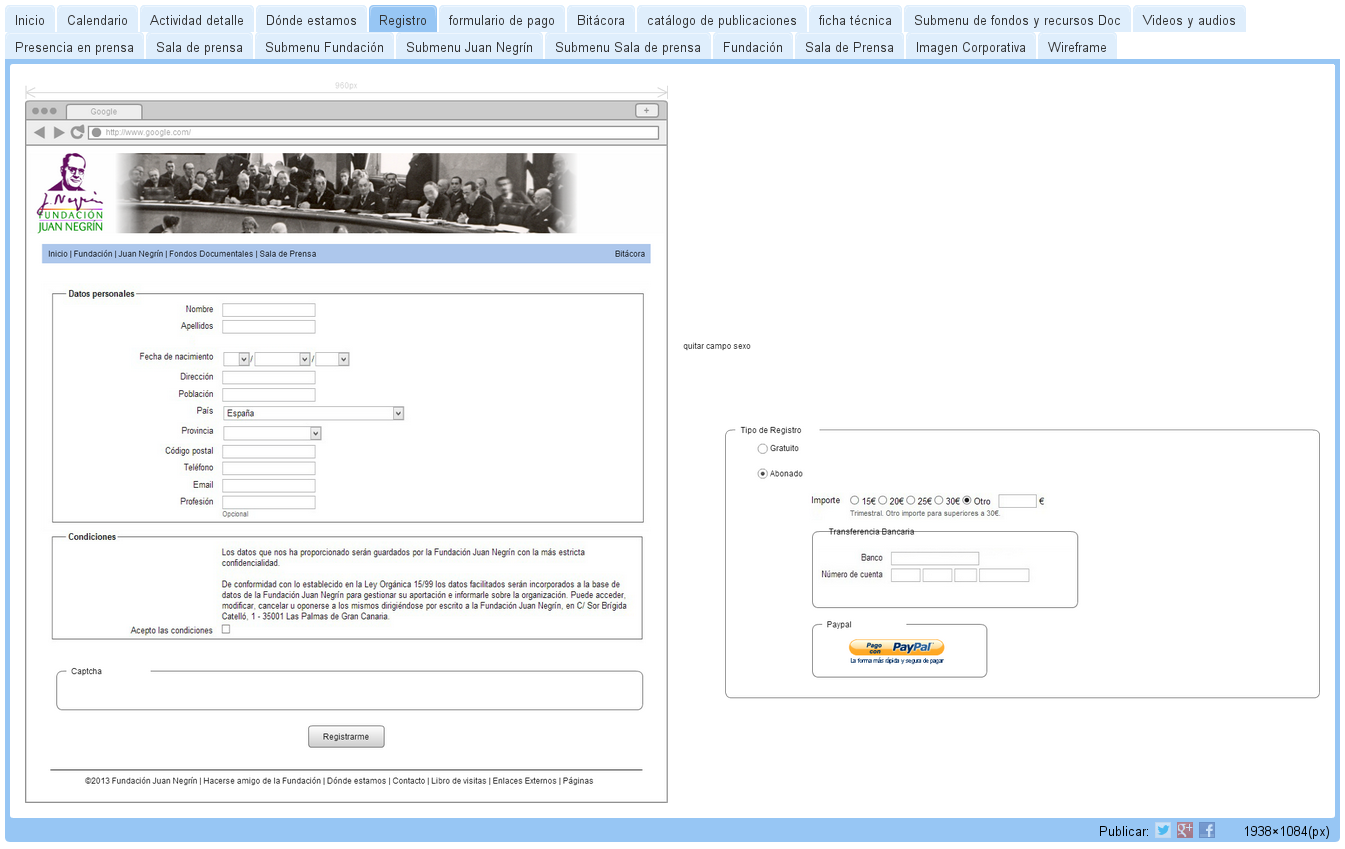 Inicio Calendario Actividad detalle Dónde estamos Registro formulario de pago Bitácora catálogo de publicaciones ficha técnica Submenu de fondos y recursos Doc Videos y audios
Presencia en prensa Sala de prensa Submenu Fundación Submenu Juan Negrín Submenu Sala de prensa Fundación Sala de Prensa Imagen Corporativa Wireframe
960px
Google
+
http://www.google.com/
J. Negrín
FUNDACIÓN
JUAN NEGRÍN
Inicio | Fundación | Juan Negrín | Fondos Documentales | Sala de Prensa Bitácora
Datos personales
Nombre
Apellidos
Fecha de nacimiento / /
Dirección
Población
País España
Provincia
Código postal
Teléfono
Email
Profesión
Opcional
Condiciones
Los datos que nos ha proporcionado serán guardados por la Fundación Juan Negrín con la más estricta
confidencialidad.
De conformidad con lo establecido en la Ley Orgánica 15/99 los datos facilitados serán incorporados a la base
de datos de la Fundación Juan Negrín para gestionar su aportación e informarle sobre la organización. Puede acceder,
modificar, cancelar u oponerse a los mismos dirigiéndose por escrito a la Fundación Juan Negrín, en C/ Sor Brígida
Catelló, 1 - 35001 Las Palmas de Gran Canaria.
Acepto las condiciones
Captcha
Registrarme
©2013 Fundación Juan Negrín | Hacerse amigo de la Fundación | Dónde estamos | Contacto | Libro de visitas | Enlaces Externos | Páginas
quitar campo sexo
Tipo de Registro
Gratuito
Abonado
Importe 15€ 20€ 25€ 30€ Otro €
Trimestral. Otro importe para superiores a 30€.
Transferencia Bancaria
Banco
Número de cuenta
Paypal
Pago con PayPal
La forma más rápida y segura de pagar
Publicar: 1938×1084(px)